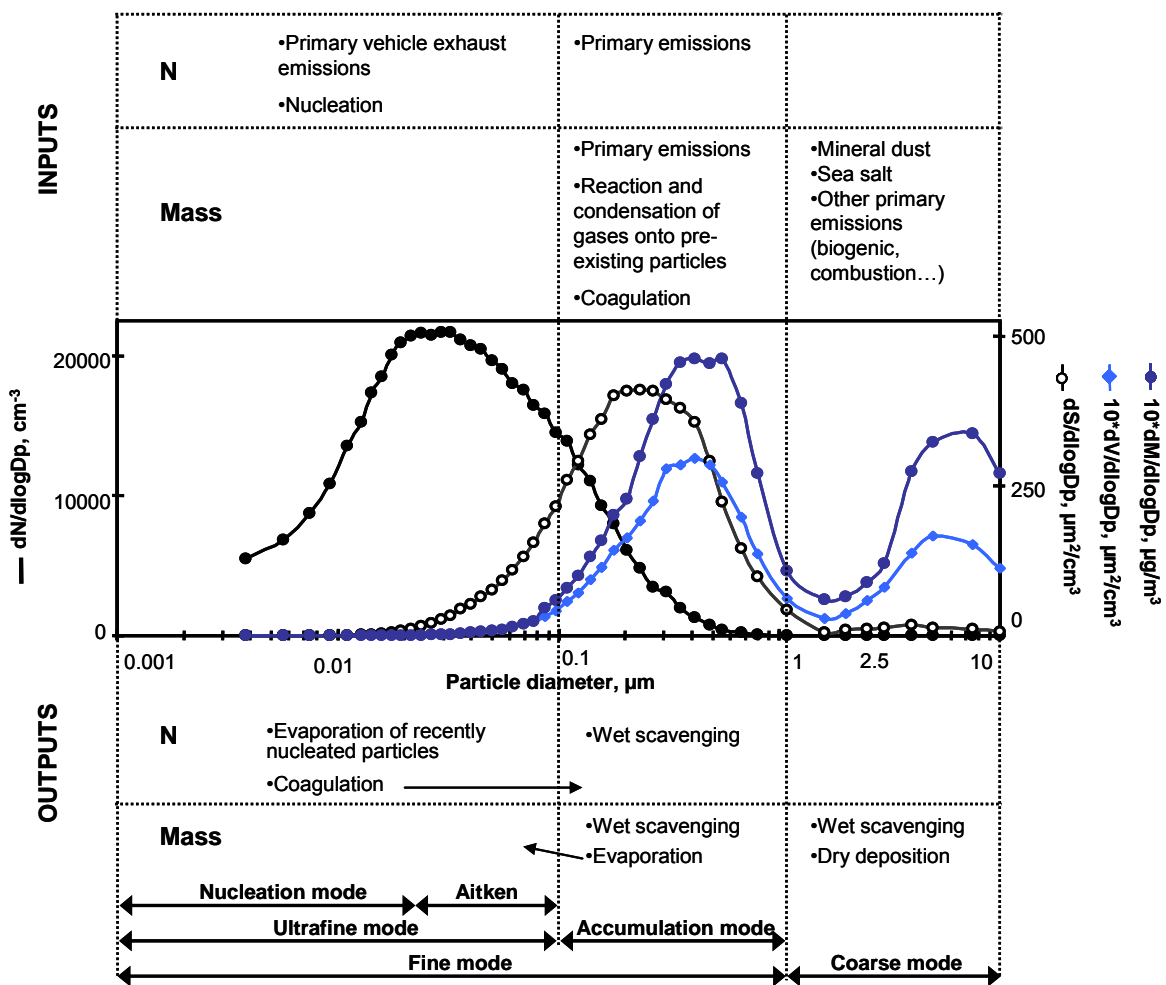 INPUTS
N
•Primary vehicle exhaust
emissions
•Nucleation
•Primary emissions
Mass
•Primary emissions
•Reaction and
condensation of
gases onto pre-
existing particles
•Coagulation
•Mineral dust
•Sea salt
•Other primary
emissions
(biogenic,
combustion…)
dN/dlogDp, cm-3
20000
10000
0
500
250
0
dS/dlogDp, µm2/cm3
10*dV/dlogDp, µm2/cm3
10*dM/dlogDp, µg/m3
0.001
0.01
0.1
1
2.5
10
Particle diameter, µm
OUTPUTS
N
•Evaporation of recently
nucleated particles
•Coagulation
•Wet scavenging
Mass
•Wet scavenging
•Evaporation
•Wet scavenging
•Dry deposition
Nucleation mode
Aitken
Ultrafine mode
Accumulation mode
Fine mode
Coarse mode